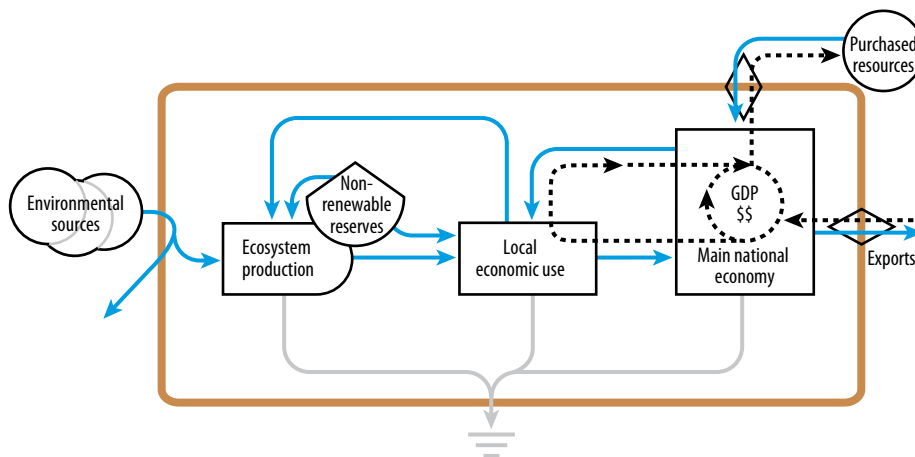 Purchased
resources
Environmental
sources
Non-
renewable
reserves
GDP
$$
Ecosystem
production
Local
economic use
Main national
economy
Exports